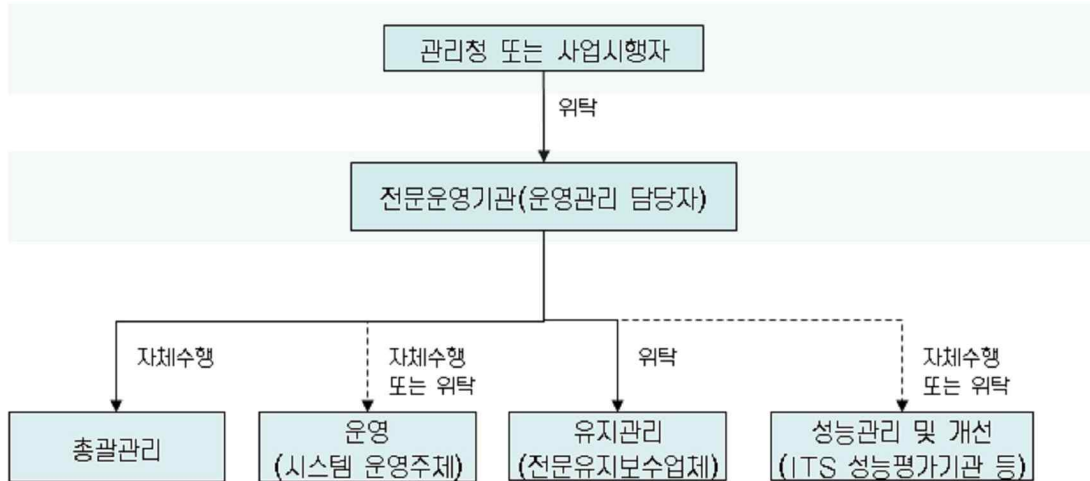 관리청 또는 사업시행자
위탁
전문운영기관(운영관리 담당자)
자체수행
자체수행
또는 위탁
위탁
자체수행
또는 위탁
총괄관리
운영
(시스템 운영주체)
유지관리
(전문유지보수업체)
성능관리 및 개선
(ITS 성능평가기관 등)